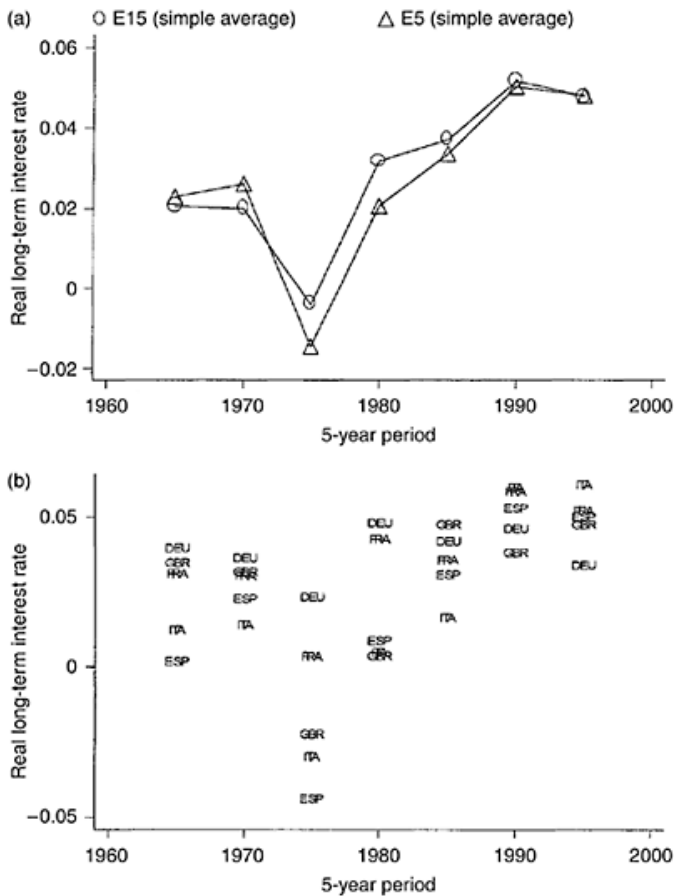 (a) E15 (simple average) E5 (simple average)
0.06
0.04
0.02
0
−0.02
Real long-term interest rate
1960 1970 1980 1990 2000
5-year period
(b)
0.05
0
−0.05
Real long-term interest rate
DEU
GBR
FRA
ITA
ESP
DEU
GBR
FRA
ESP
ITA
DEU
FRA
GBR
ITA
ESP
DEU
FRA
ESP
GBR
GBR
DEU
FRA
ESP
ITA
ITA
FRA
ESP
DEU
GBR
ITA
FRA
ESP
GBR
DEU
1960 1970 1980 1990 2000
5-year period